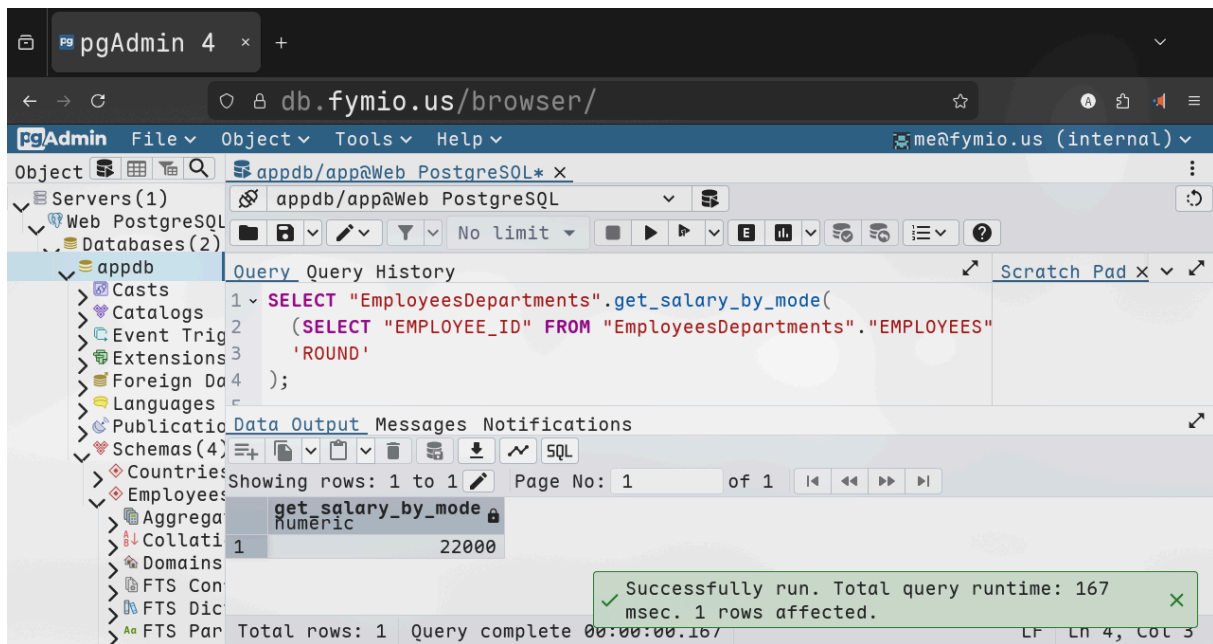 pgAdmin 4
db.fymio.us/browser/
pgAdmin File Object Tools Help me@fymio.us (internal)
Object
appdb/app@Web PostgreSQL*
Servers(1)
appdb/app@Web PostgreSQL
Web PostgreSQL
No limit
Databases(2)
appdb
Query Query History
Scratch Pad
Casts
1 SELECT "EmployeesDepartments".get_salary_by_mode(
Catalogs
2 (SELECT "EMPLOYEE_ID" FROM "EmployeesDepartments"."EMPLOYEES"
Event Trig
Extensions
3 'ROUND'
Foreign Da
4 );
Languages
Publicatio
Data Output Messages Notifications
Schemas(4)
SQL
Countries
Showing rows: 1 to 1 Page No: 1 of 1
Employees
get_salary_by_mode
numeric
Aggrega
Collati
1 22000
Domains
FTS Con
Successfully run. Total query runtime: 167
msec. 1 rows affected.
FTS Dic
FTS Par
Total rows: 1 Query complete 00:00:00.167 LF Ln 4, Col 3